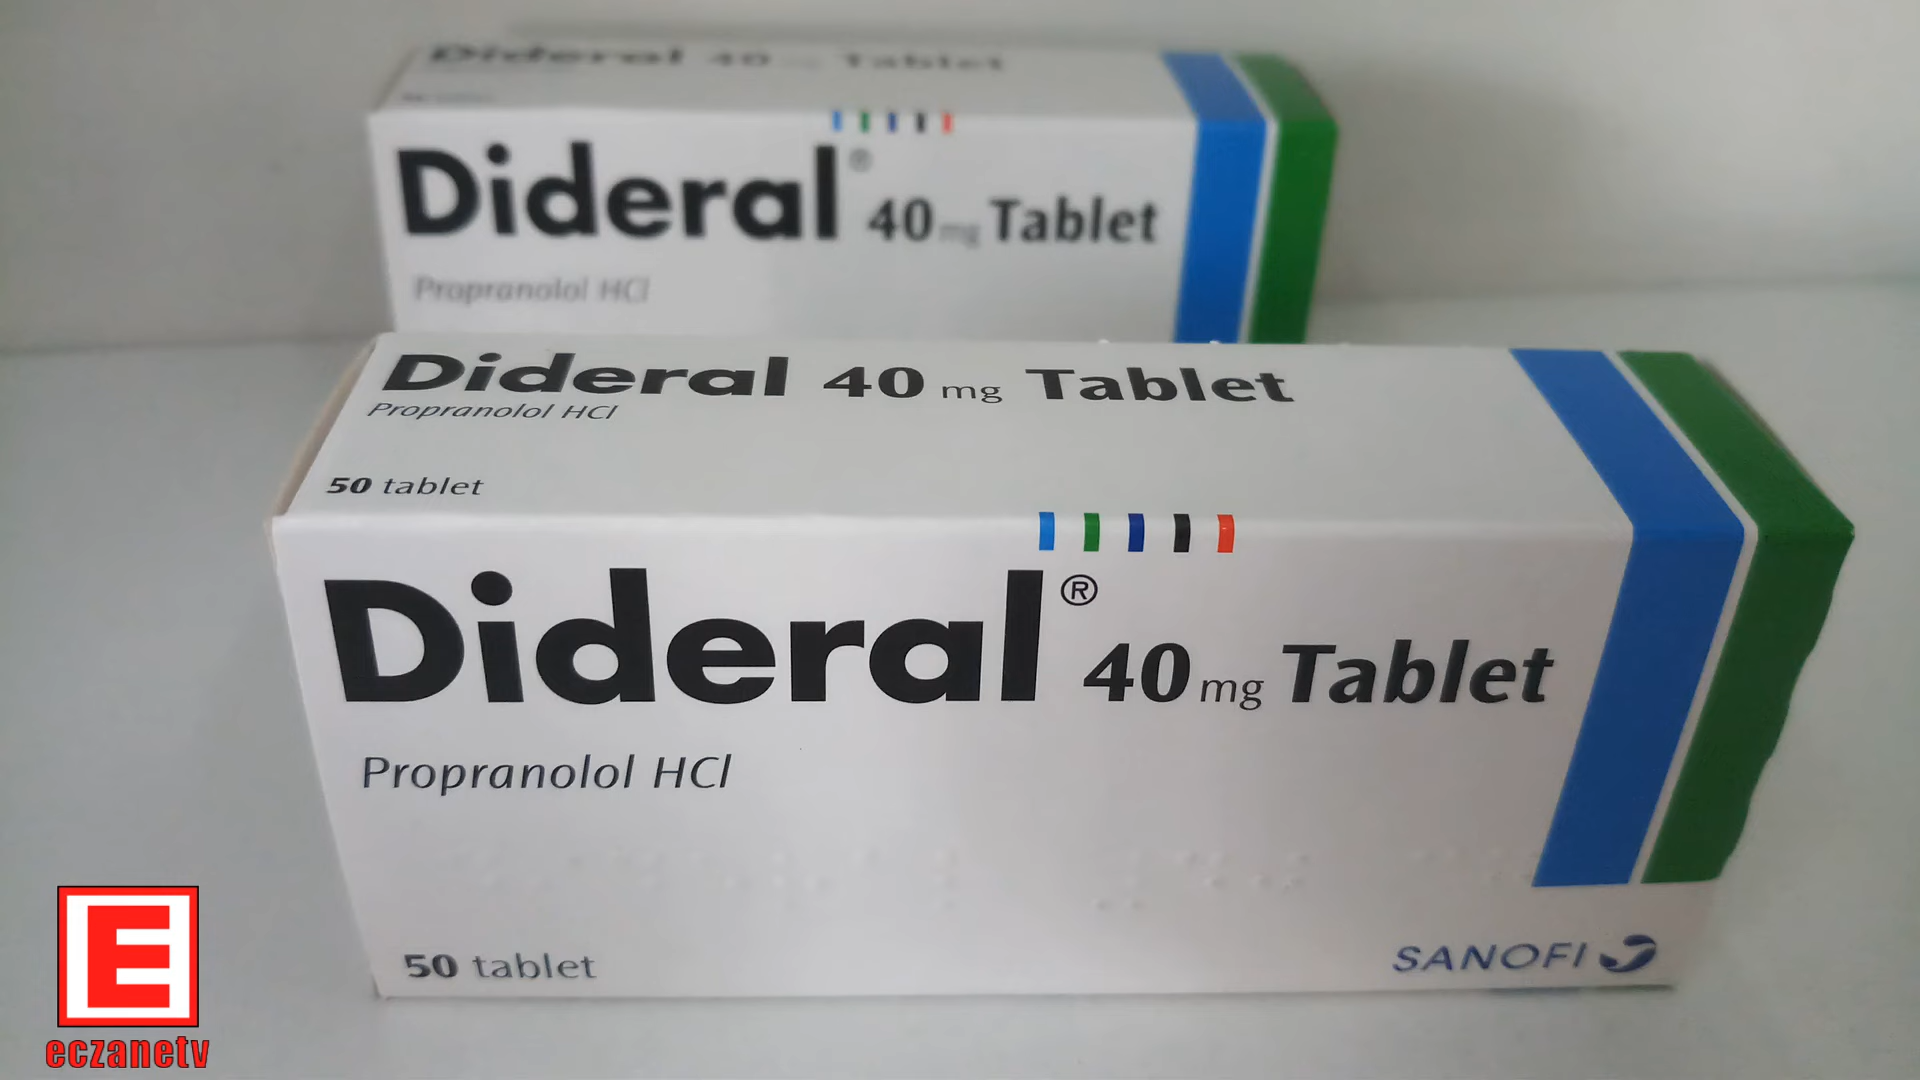 Dideral 40 mg Tablet
Dideral® 40 mg Tablet
Propranolol HCl
Dideral 40 mg Tablet
Propranolol HCl
50 tablet
Dideral® 40 mg Tablet
Propranolol HCl
50 tablet
SANOFI
E
eczanetv